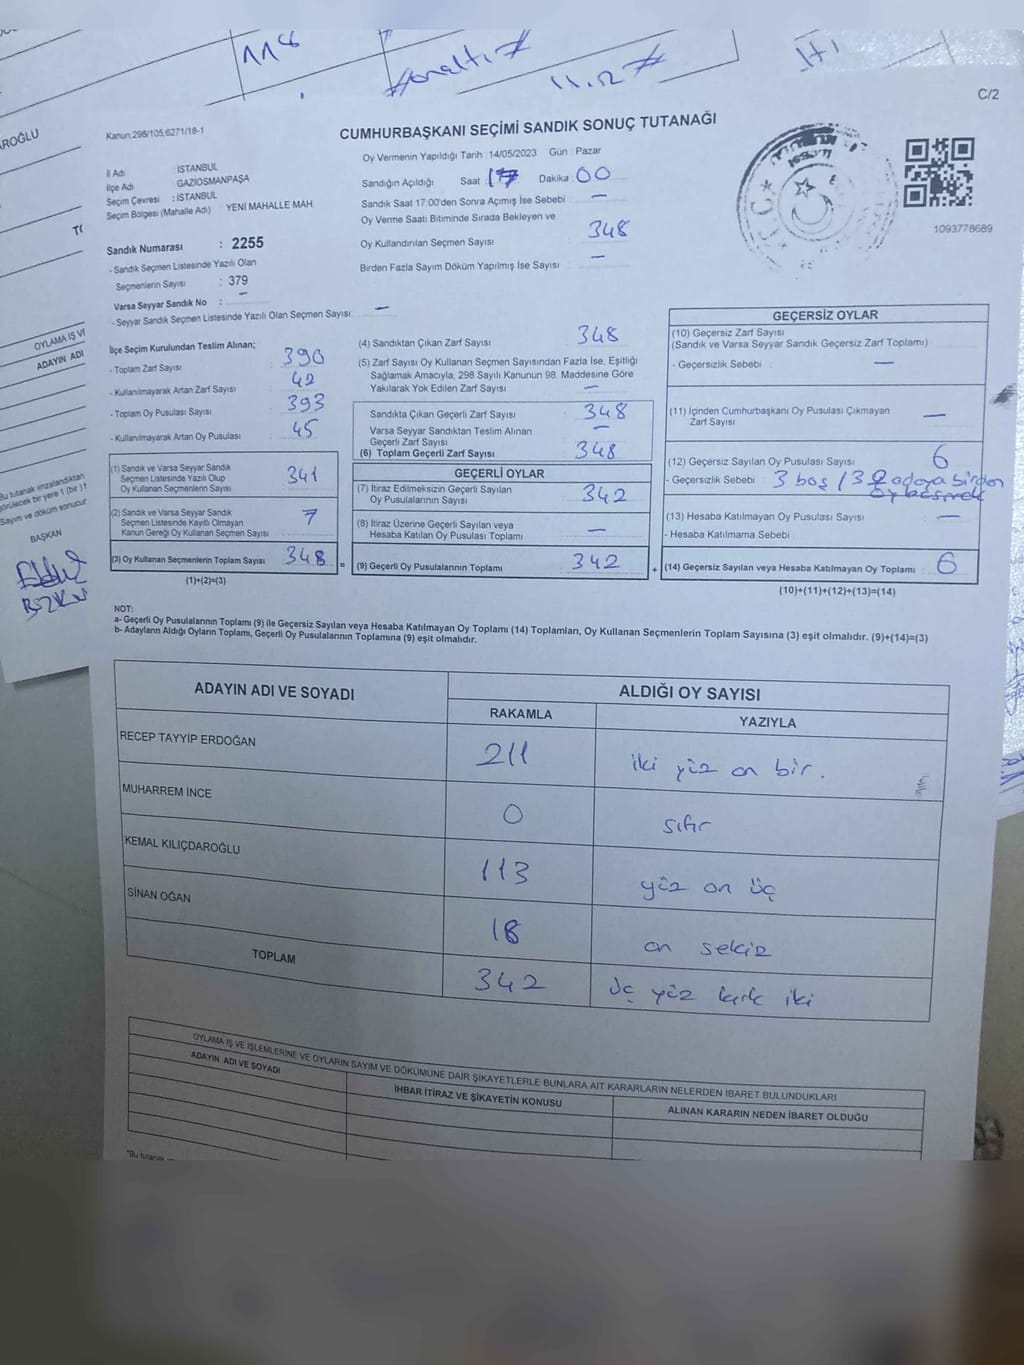 118
11.12
C/2
AROĞLU
Kanun:298/105,6271/18-1
CUMHURBAŞKANI SEÇİMİ SANDIK SONUÇ TUTANAĞI
İl Adı : İSTANBUL
İlçe Adı GAZİOSMANPAŞA
Seçim Çevresi : İSTANBUL
Seçim Bölgesi (Mahalle Adı) YENİ MAHALLE MAH
Oy Vermenin Yapıldığı Tarih :14/05/2023 Gün : Pazar
Sandığın Açıldığı Saat 17 Dakika 00
Sandık Saat 17:00'den Sonra Açımış İse Sebebi —
Oy Verme Saati Bitiminde Sırada Bekleyen ve
Oy Kullandırılan Seçmen Sayısı 348
Birden Fazla Sayım Döküm Yapılmış İse Sayısı —
1093778689
Sandık Numarası : 2255
- Sandık Seçmen Listesinde Yazılı Olan
Seçmenlerin Sayısı : 379
Varsa Seyyar Sandık No : —
- Seyyar Sandık Seçmen Listesinde Yazılı Olan Seçmen Sayısı: —
İlçe Seçim Kurulundan Teslim Alınan;
- Toplam Zarf Sayısı 390
- Kullanılmayarak Artan Zarf Sayısı 42
- Toplam Oy Pusulası Sayısı 393
- Kullanılmayarak Artan Oy Pusulası 45
(1) Sandık ve Varsa Seyyar Sandık
Seçmen Listesinde Yazılı Olup
Oy Kullanan Seçmenlerin Sayısı 341
(2) Sandık ve Varsa Seyyar Sandık
Seçmen Listesinde Kayıtlı Olmayan
Kanun Gereği Oy Kullanan Seçmen Sayısı 7
(3) Oy Kullanan Seçmenlerin Toplam Sayısı 348
(1)+(2)=(3)
(4) Sandıktan Çıkan Zarf Sayısı 348
(5) Zarf Sayısı Oy Kullanan Seçmen Sayısından Fazla İse, Eşitliği
Sağlamak Amacıyla, 298 Sayılı Kanunun 98. Maddesine Göre
Yakılarak Yok Edilen Zarf Sayısı —
Sandıkta Çıkan Geçerli Zarf Sayısı 348
Varsa Seyyar Sandıktan Teslim Alınan
Geçerli Zarf Sayısı —
(6) Toplam Geçerli Zarf Sayısı 348
GEÇERLİ OYLAR
(7) İtiraz Edilmeksizin Geçerli Sayılan
Oy Pusulalarının Sayısı 342
(8) İtiraz Üzerine Geçerli Sayılan veya
Hesaba Katılan Oy Pusulası Toplamı —
= (9) Geçerli Oy Pusulalarının Toplamı 342
GEÇERSİZ OYLAR
(10) Geçersiz Zarf Sayısı
(Sandık ve Varsa Seyyar Sandık Geçersiz Zarf Toplamı)
- Geçersizlik Sebebi : —
(11) İçinden Cumhurbaşkanı Oy Pusulası Çıkmayan
Zarf Sayısı —
(12) Geçersiz Sayılan Oy Pusulası Sayısı 6
- Geçersizlik Sebebi 3 boş / 3 adaya birden
oy basmak
(13) Hesaba Katılmayan Oy Pusulası Sayısı —
- Hesaba Katılmama Sebebi
+ (14) Geçersiz Sayılan veya Hesaba Katılmayan Oy Toplamı 6
(10)+(11)+(12)+(13)=(14)
NOT:
a- Geçerli Oy Pusulalarının Toplamı (9) ile Geçersiz Sayılan veya Hesaba Katılmayan Oy Toplamı (14) Toplamları, Oy Kullanan Seçmenlerin Toplam Sayısına (3) eşit olmalıdır. (9)+(14)=(3)
b- Adayların Aldığı Oyların Toplamı, Geçerli Oy Pusulalarının Toplamına (9) eşit olmalıdır.
OYLAMA İŞ VE
ADAYIN ADI
Bu tutanak imzalandıktan
görülecek bir yere 1 (bir)
Sayım ve döküm sonucu
BAŞKAN
ADAYIN ADI VE SOYADI ALDIĞI OY SAYISI
RAKAMLA YAZIYLA
RECEP TAYYİP ERDOĞAN 211 iki yüz on bir.
MUHARREM İNCE 0 sıfır
KEMAL KILIÇDAROĞLU 113 yüz on üç
SİNAN OĞAN 18 on sekiz
TOPLAM 342 üç yüz kırk iki
OYLAMA İŞ VE İŞLEMLERİNE VE OYLARIN SAYIM VE DÖKÜMÜNE DAİR ŞİKAYETLERLE BUNLARA AİT KARARLARIN NELERDEN İBARET BULUNDUKLARI
ADAYIN ADI VE SOYADI İHBAR İTİRAZ VE ŞİKAYETİN KONUSU ALINAN KARARIN NEDEN İBARET OLDUĞU
"Bu tutanak